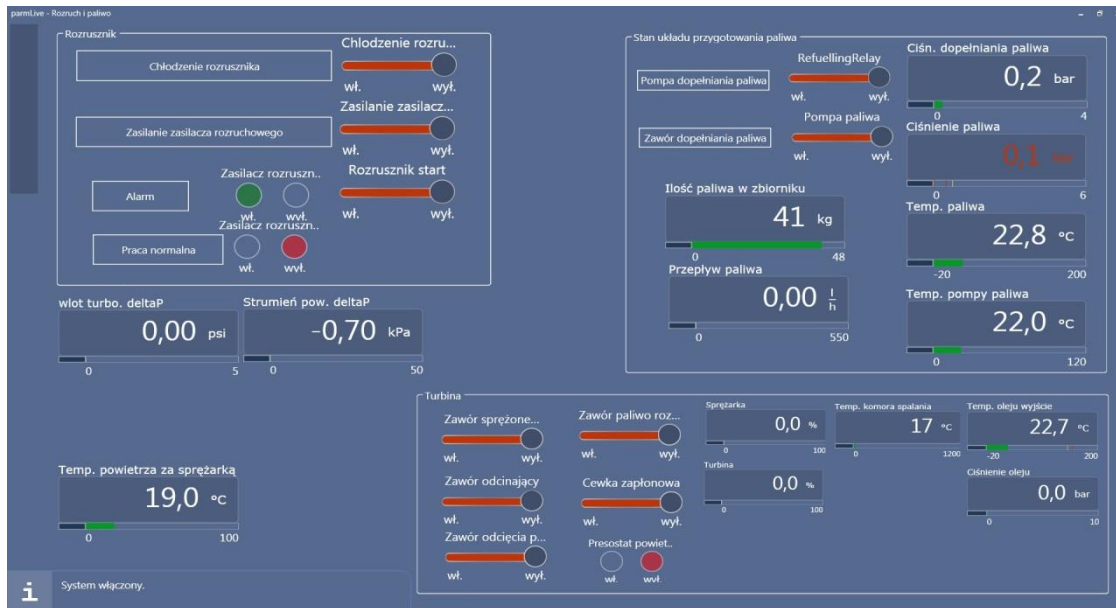 parmLive - Rozruch i paliwo
Rozrusznik
Chłodzenie rozrusznika
Chlodzenie rozru...
wł. wył.
Zasilanie zasilacza rozruchowego
Zasilanie zasilacz...
wł. wył.
Alarm
Zasilacz rozruszn..
wł. wył.
Rozrusznik start
wł. wył.
Praca normalna
Zasilacz rozruszn..
wł. wył.
wlot turbo. deltaP
0,00 psi
0 5
Strumień pow. deltaP
-0,70 kPa
0 50
Temp. powietrza za sprężarką
19,0 °C
0 100
Stan układu przygotowania paliwa
Pompa dopełniania paliwa
RefuellingRelay
wł. wył.
Zawór dopełniania paliwa
Pompa paliwa
wł. wył.
Ilość paliwa w zbiorniku
41 kg
0 48
Przepływ paliwa
0,00 l/h
0 550
Ciśn. dopełniania paliwa
0,2 bar
0 4
Ciśnienie paliwa
0,1 bar
0 6
Temp. paliwa
22,8 °C
-20 200
Temp. pompy paliwa
22,0 °C
0 120
Turbina
Zawór sprężone...
wł. wył.
Zawór odcinający
wł. wył.
Zawór odcięcia p...
wł. wył.
Zawór paliwo roz...
wł. wył.
Cewka zapłonowa
wł. wył.
Presostat powiet..
wł. wył.
Sprężarka
0,0 %
0 100
Turbina
0,0 %
0 100
Temp. komora spalania
17 °C
0 1200
Temp. oleju wyjście
22,7 °C
-20 200
Ciśnienie oleju
0,0 bar
0 10
i
System włączony.